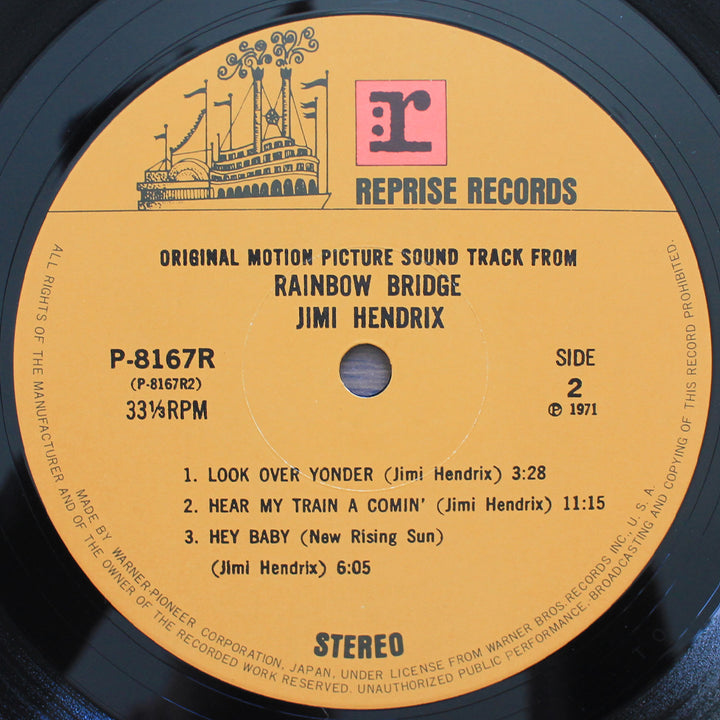 r
REPRISE RECORDS
ORIGINAL MOTION PICTURE SOUND TRACK FROM
RAINBOW BRIDGE
JIMI HENDRIX
P-8167R
(P-8167R2)
33⅓RPM
SIDE
2
℗ 1971
1. LOOK OVER YONDER (Jimi Hendrix) 3:28
2. HEAR MY TRAIN A COMIN' (Jimi Hendrix) 11:15
3. HEY BABY (New Rising Sun)
(Jimi Hendrix) 6:05
STEREO
MADE BY WARNER-PIONEER CORPORATION, JAPAN, UNDER LICENSE FROM WARNER BROS. RECORDS INC., U.S.A.
ALL RIGHTS OF THE MANUFACTURER AND OF THE OWNER OF THE RECORDED WORK RESERVED. UNAUTHORIZED PUBLIC PERFORMANCE, BROADCASTING AND COPYING OF THIS RECORD PROHIBITED.